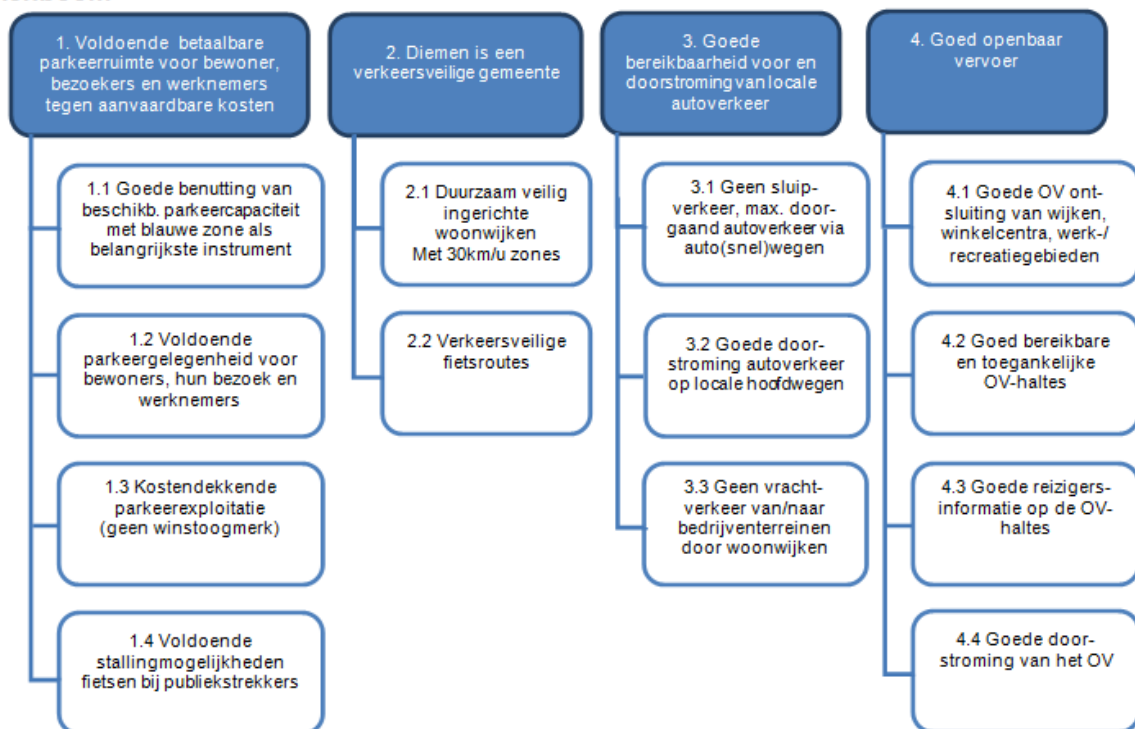 1. Voldoende betaalbare
parkeerruimte voor bewoner,
bezoekers en werknemers
tegen aanvaardbare kosten
1.1 Goede benutting van
beschikb. parkeercapaciteit
met blauwe zone als
belangrijkste instrument
1.2 Voldoende
parkeergelegenheid voor
bewoners, hun bezoek en
werknemers
1.3 Kostendekkende
parkeerexploitatie
(geen winstoogmerk)
1.4 Voldoende
stallingmogelijkheden
fietsen bij publiekstrekkers
2. Diemen is een
verkeersveilige gemeente
2.1 Duurzaam veilig
ingerichte
woonwijken
Met 30km/u zones
2.2 Verkeersveilige
fietsroutes
3. Goede
bereikbaarheid voor en
doorstroming van locale
autoverkeer
3.1 Geen sluip-
verkeer, max. door-
gaand autoverkeer via
auto(snel)wegen
3.2 Goede door-
stroming autoverkeer
op locale hoofdwegen
3.3 Geen vracht-
verkeer van/naar
bedrijventerreinen
door woonwijken
4. Goed openbaar
vervoer
4.1 Goede OV ont-
sluiting van wijken,
winkelcentra, werk-/
recreatiegebieden
4.2 Goed bereikbare
en toegankelijke
OV-haltes
4.3 Goede reizigers-
informatie op de OV-
haltes
4.4 Goede door-
stroming van het OV